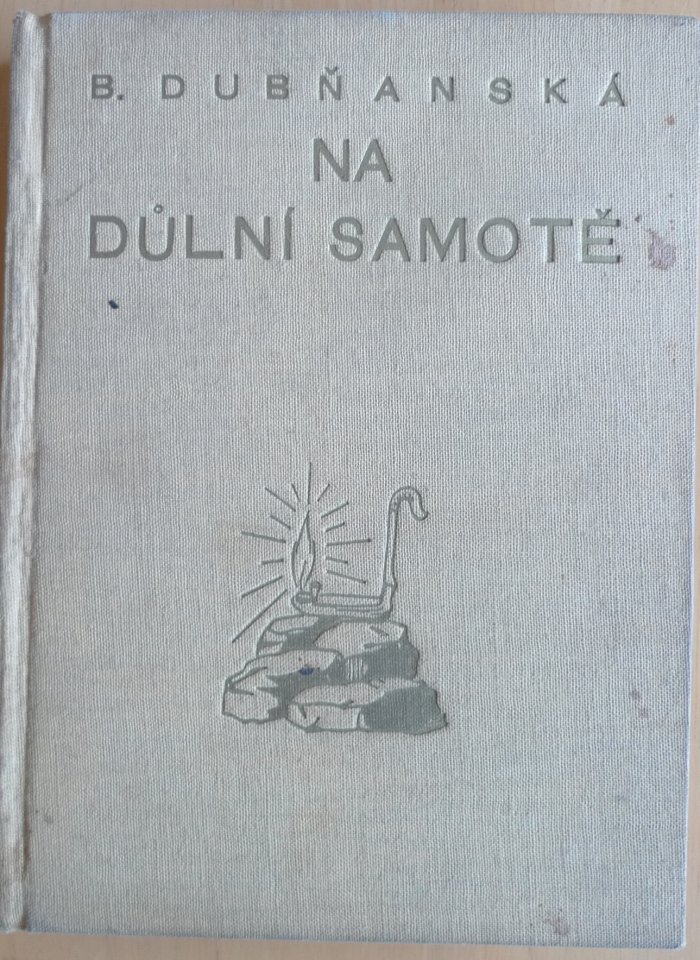 B. DUBŇANSKÁ
NA
DŮLNÍ SAMOTĚ